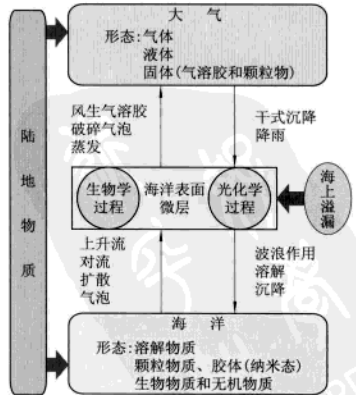 大气
形态:气体
液体
固体(气溶胶和颗粒物)
陆地物质
风生气溶胶
破碎气泡
蒸发
干式沉降
降雨
生物学
过程
海洋表面
微层
光化学
过程
海上溢漏
上升流
对流
扩散
气泡
波浪作用
溶解
沉降
海洋
形态:溶解物质
颗粒物质、胶体(纳米态)
生物物质和无机物质